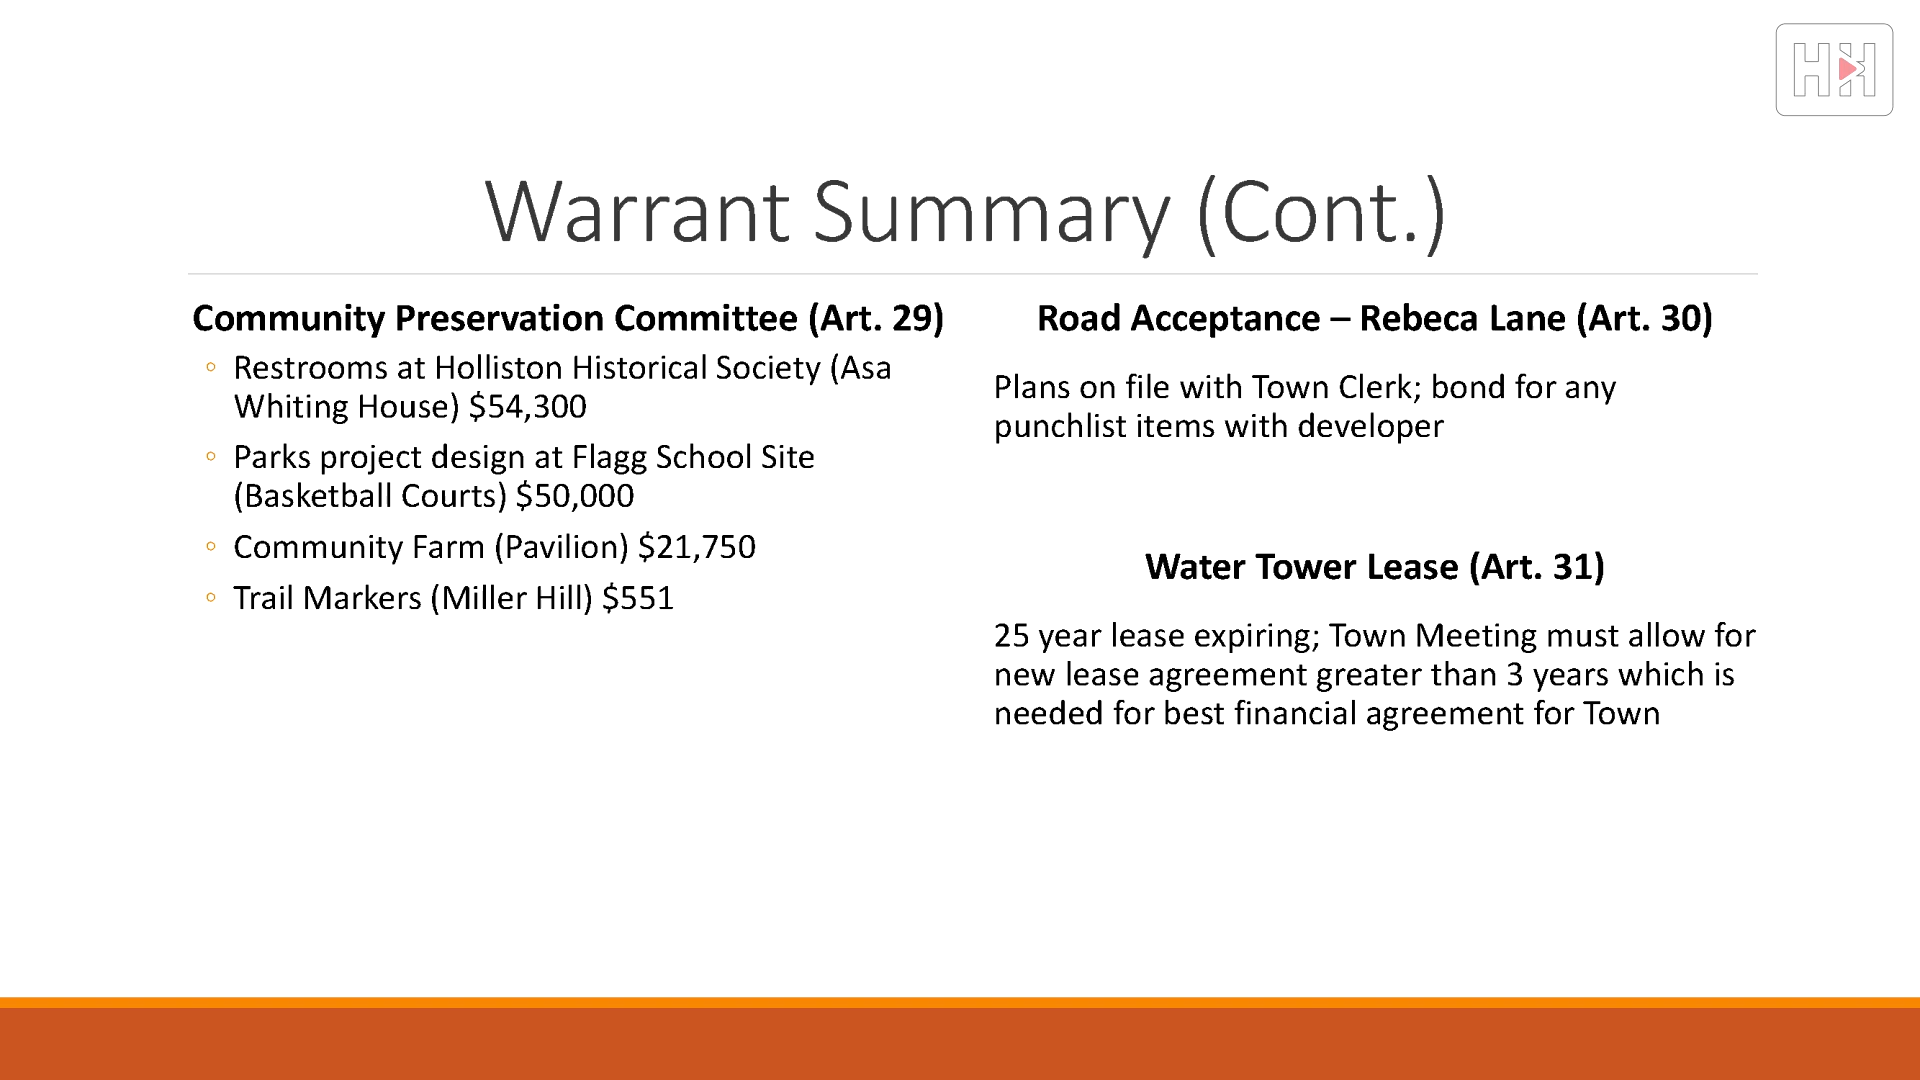 HH
Warrant Summary (Cont.)
Community Preservation Committee (Art. 29)
◦ Restrooms at Holliston Historical Society (Asa
Whiting House) $54,300
◦ Parks project design at Flagg School Site
(Basketball Courts) $50,000
◦ Community Farm (Pavilion) $21,750
◦ Trail Markers (Miller Hill) $551
Road Acceptance – Rebeca Lane (Art. 30)
Plans on file with Town Clerk; bond for any
punchlist items with developer
Water Tower Lease (Art. 31)
25 year lease expiring; Town Meeting must allow for
new lease agreement greater than 3 years which is
needed for best financial agreement for Town